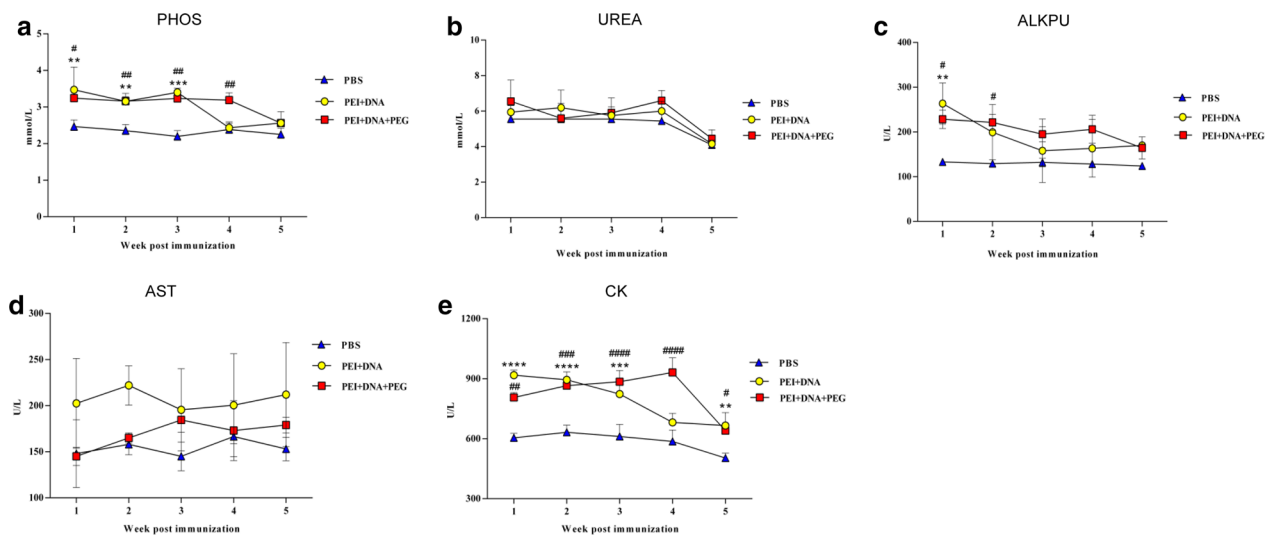 a
PHOS
5
4
3
2
1
0
mmol/L
#
**
##
**
##
***
##
1 2 3 4 5
Week post immunization
PBS
PEI+DNA
PEI+DNA+PEG
b
UREA
10
8
6
4
2
0
mmol/L
1 2 3 4 5
Week post immunization
PBS
PEI+DNA
PEI+DNA+PEG
c
ALKPU
400
300
200
100
0
U/L
#
**
#
1 2 3 4 5
Week post immunization
PBS
PEI+DNA
PEI+DNA+PEG
d
AST
300
250
200
150
100
U/L
1 2 3 4 5
Week post immunization
PBS
PEI+DNA
PEI+DNA+PEG
e
CK
1200
900
600
300
U/L
****
##
###
****
####
***
####
#
**
1 2 3 4 5
Week post immunization
PBS
PEI+DNA
PEI+DNA+PEG